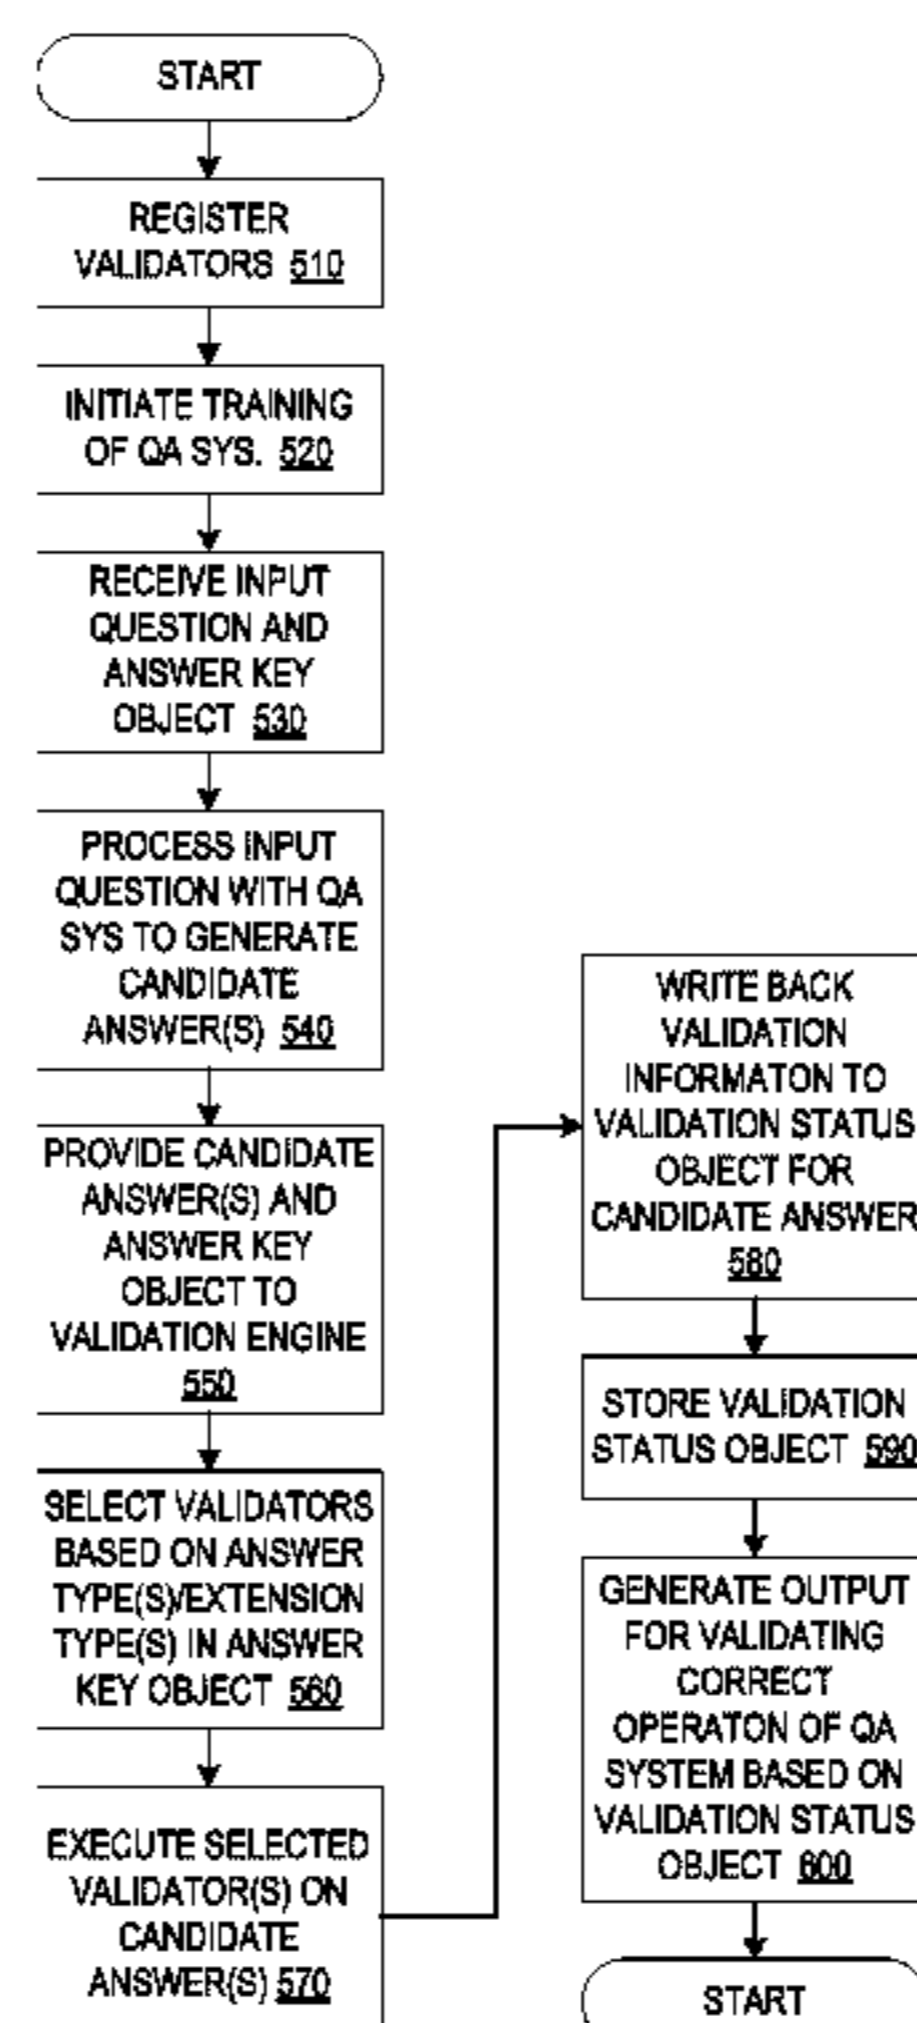 START
REGISTER
VALIDATORS 510
INITIATE TRAINING
OF QA SYS. 520
RECEIVE INPUT
QUESTION AND
ANSWER KEY
OBJECT 530
PROCESS INPUT
QUESTION WITH QA
SYS TO GENERATE
CANDIDATE
ANSWER(S) 540
PROVIDE CANDIDATE
ANSWER(S) AND
ANSWER KEY
OBJECT TO
VALIDATION ENGINE
550
SELECT VALIDATORS
BASED ON ANSWER
TYPE(S)/EXTENSION
TYPE(S) IN ANSWER
KEY OBJECT 560
EXECUTE SELECTED
VALIDATOR(S) ON
CANDIDATE
ANSWER(S) 570
WRITE BACK
VALIDATION
INFORMATON TO
VALIDATION STATUS
OBJECT FOR
CANDIDATE ANSWER
580
STORE VALIDATION
STATUS OBJECT 590
GENERATE OUTPUT
FOR VALIDATING
CORRECT
OPERATON OF QA
SYSTEM BASED ON
VALIDATION STATUS
OBJECT 600
START